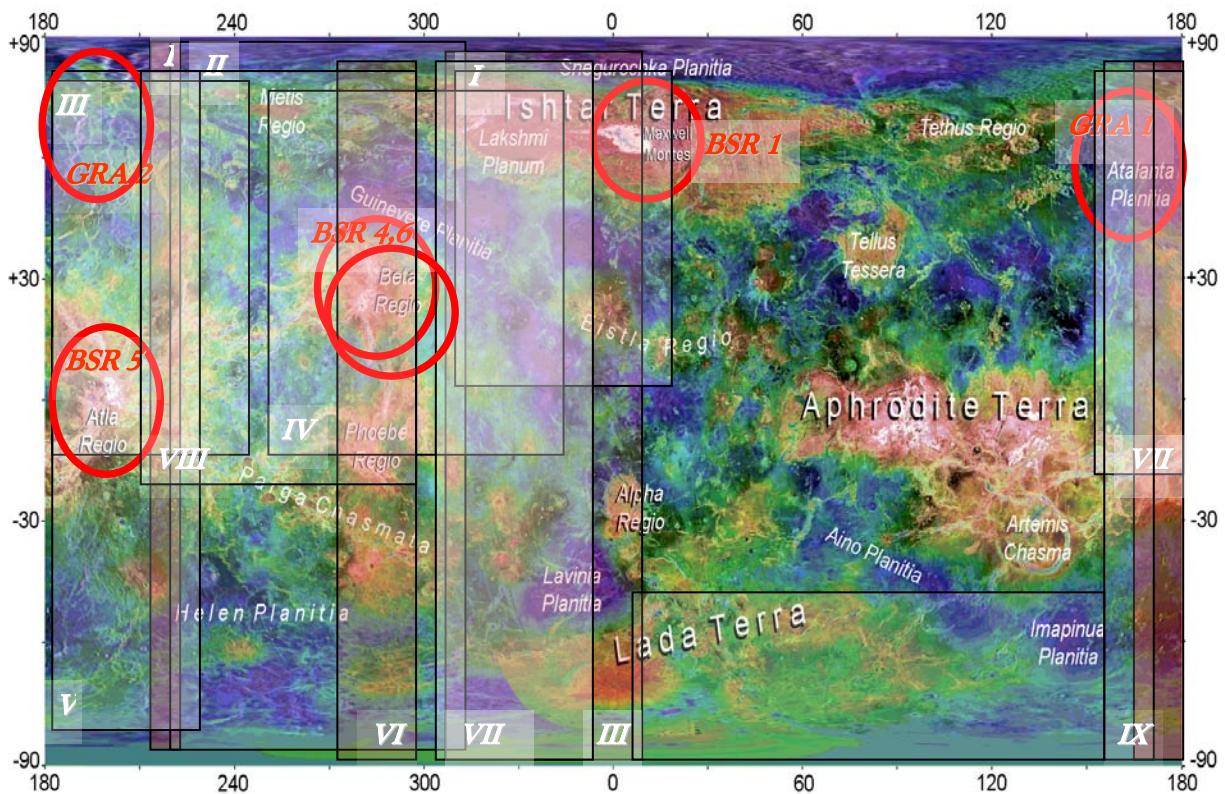 180 240 300 0 60 120 180
+90 +90
1
II
I
Snegurochka Planitia
III
Metis
Regio
Ishtar Terra
GRA 1
Lakshmi
Planum
Maxwell
Montes
BSR 1
Tethus Regio
GRA 2
Atalanta
Planitia
Guinevere Planitia
BSR 4,6
Tellus
Tessera
+30 +30
Beta
Regio
Eistla Regio
BSR 5
Atla
Regio
IV
Phoebe
Regio
Aphrodite Terra
VIII
VII
Parga Chasmata
Alpha
Regio
-30 -30
Artemis
Chasma
Aino Planitia
Lavinia
Planitia
Helen Planitia
Lada Terra
Imapinua
Planitia
V
VI
VII
III
IX
-90 -90
180 240 300 0 60 120 180